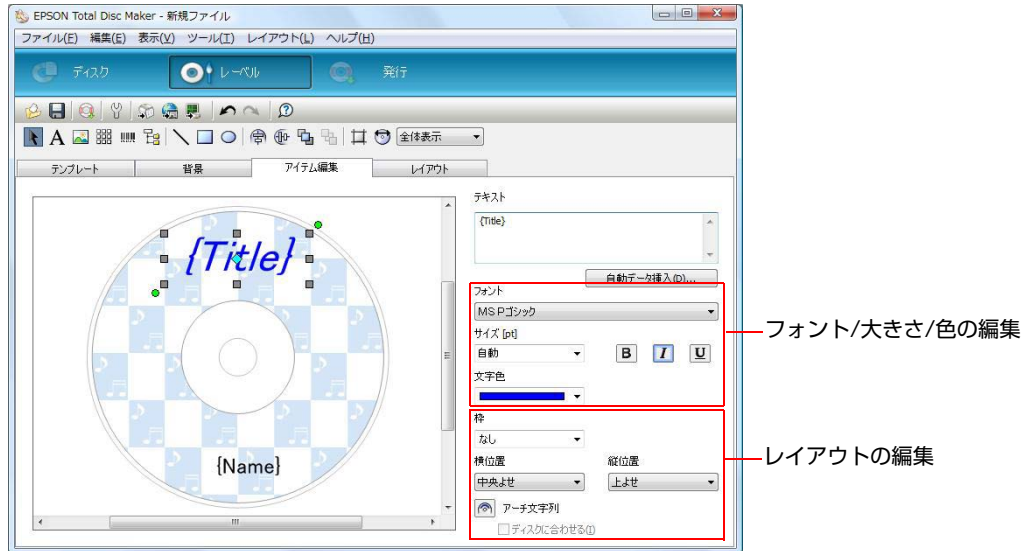 EPSON Total Disc Maker - 新規ファイル
ファイル(F) 編集(E) 表示(V) ツール(T) レイアウト(L) ヘルプ(H)
ディスク レーベル 発行
全体表示
テンプレート 背景 アイテム編集 レイアウト
テキスト
{Title}
{Title}
自動データ挿入(D)...
フォント
MS Pゴシック
サイズ [pt]
自動 B I U
文字色
フォント/大きさ/色の編集
枠
なし
横位置 縦位置
中央よせ 上よせ
アーチ文字列
ディスクに合わせる(I)
レイアウトの編集
{Name}